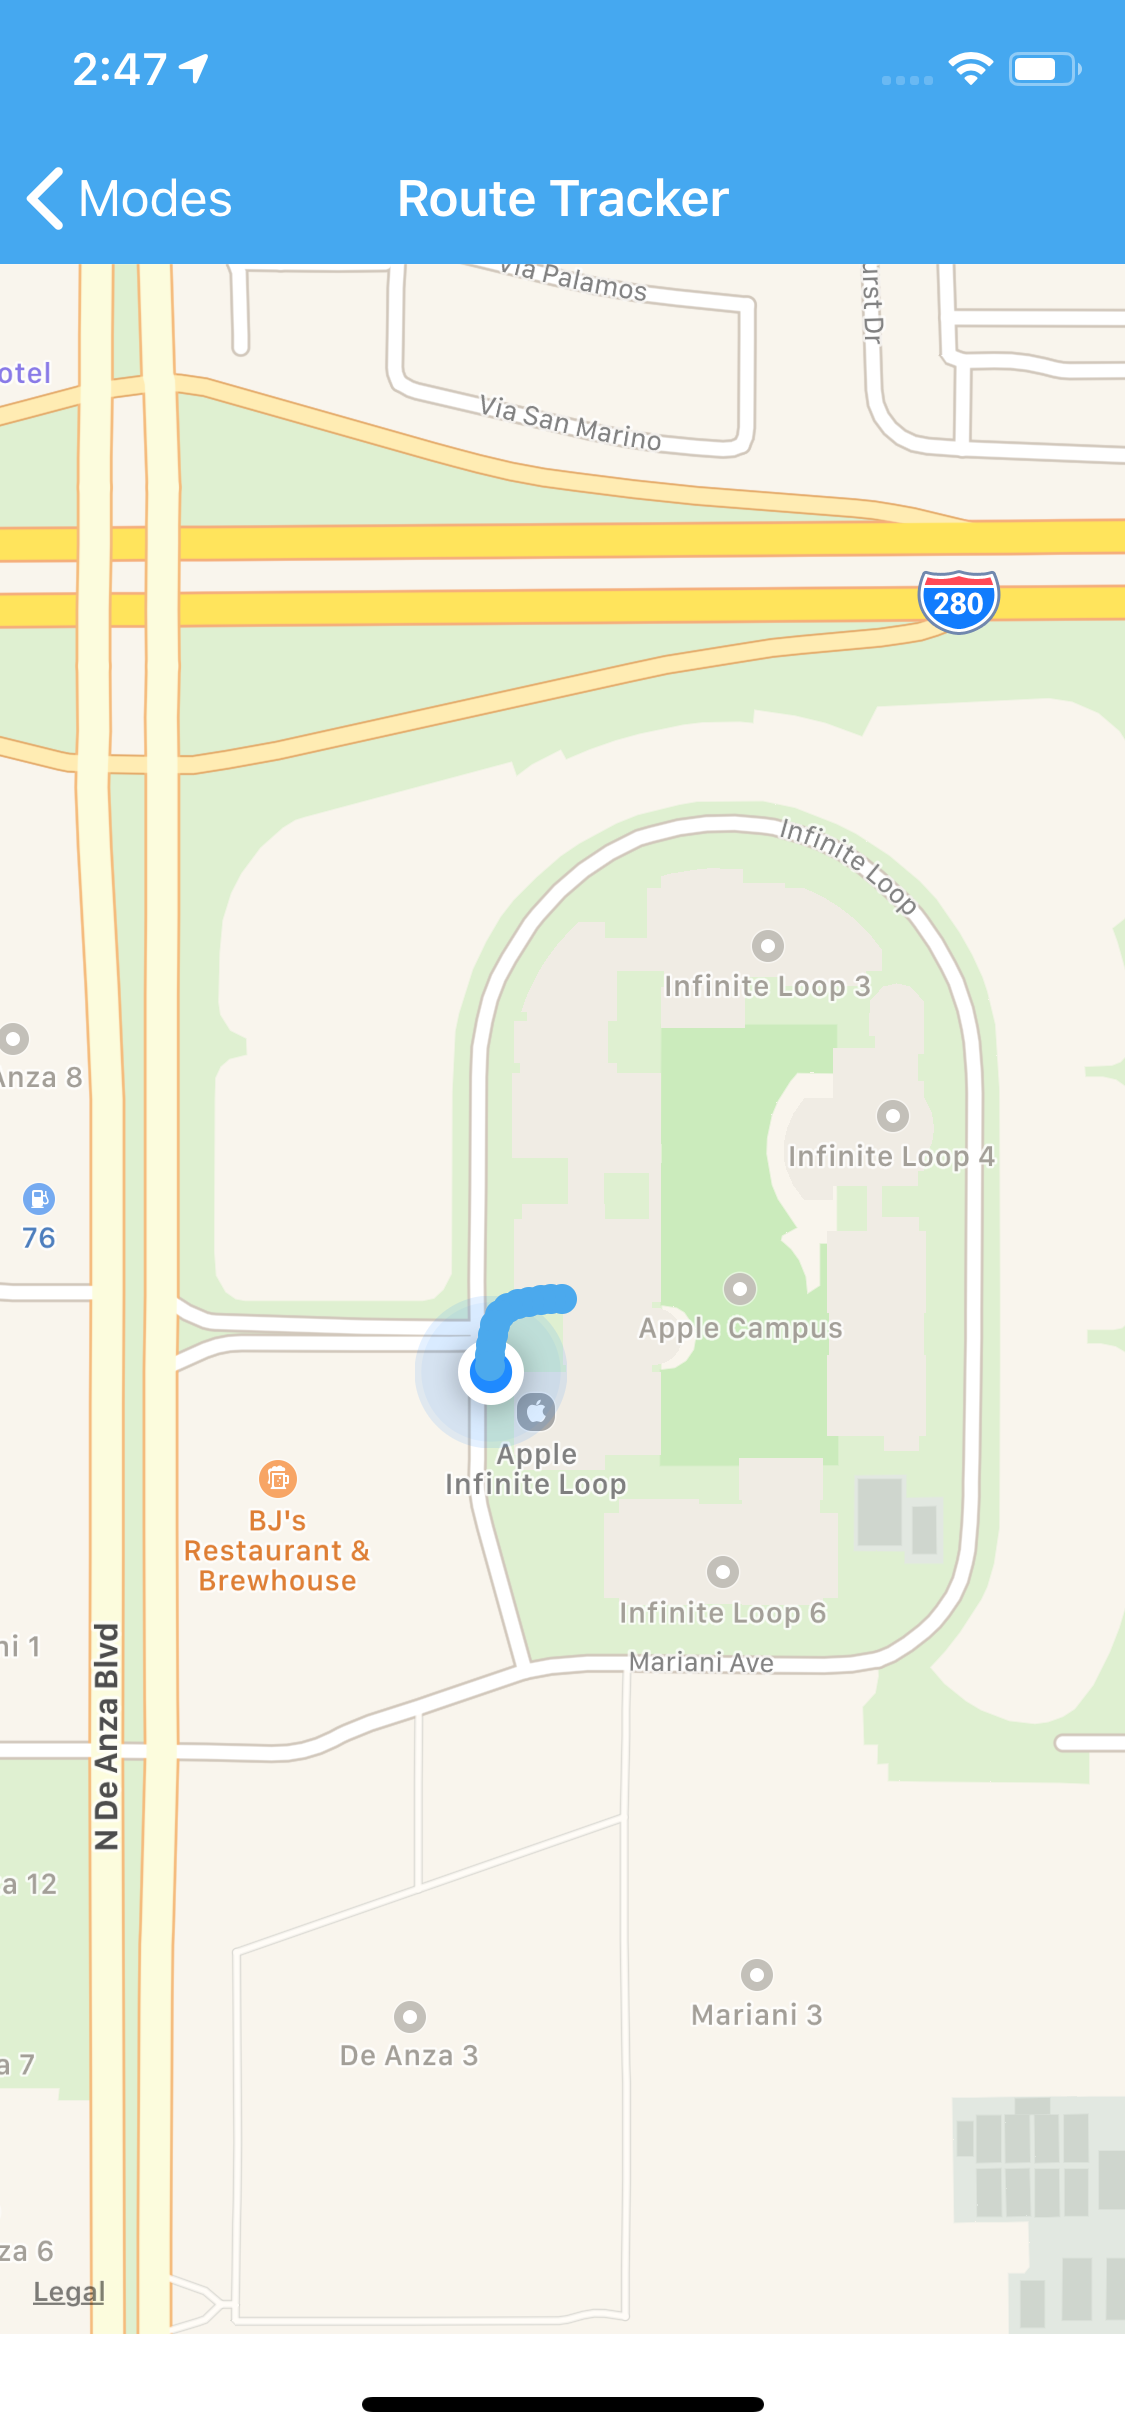 2:47
Modes
Route Tracker
Via Palamos
urst Dr
otel
Via San Marino
280
Infinite Loop
Infinite Loop 3
Anza 8
Infinite Loop 4
76
Apple Campus
Apple
Infinite Loop
BJ's
Restaurant &
Brewhouse
Infinite Loop 6
ni 1
Mariani Ave
N De Anza Blvd
a 12
Mariani 3
De Anza 3
a 7
za 6
Legal